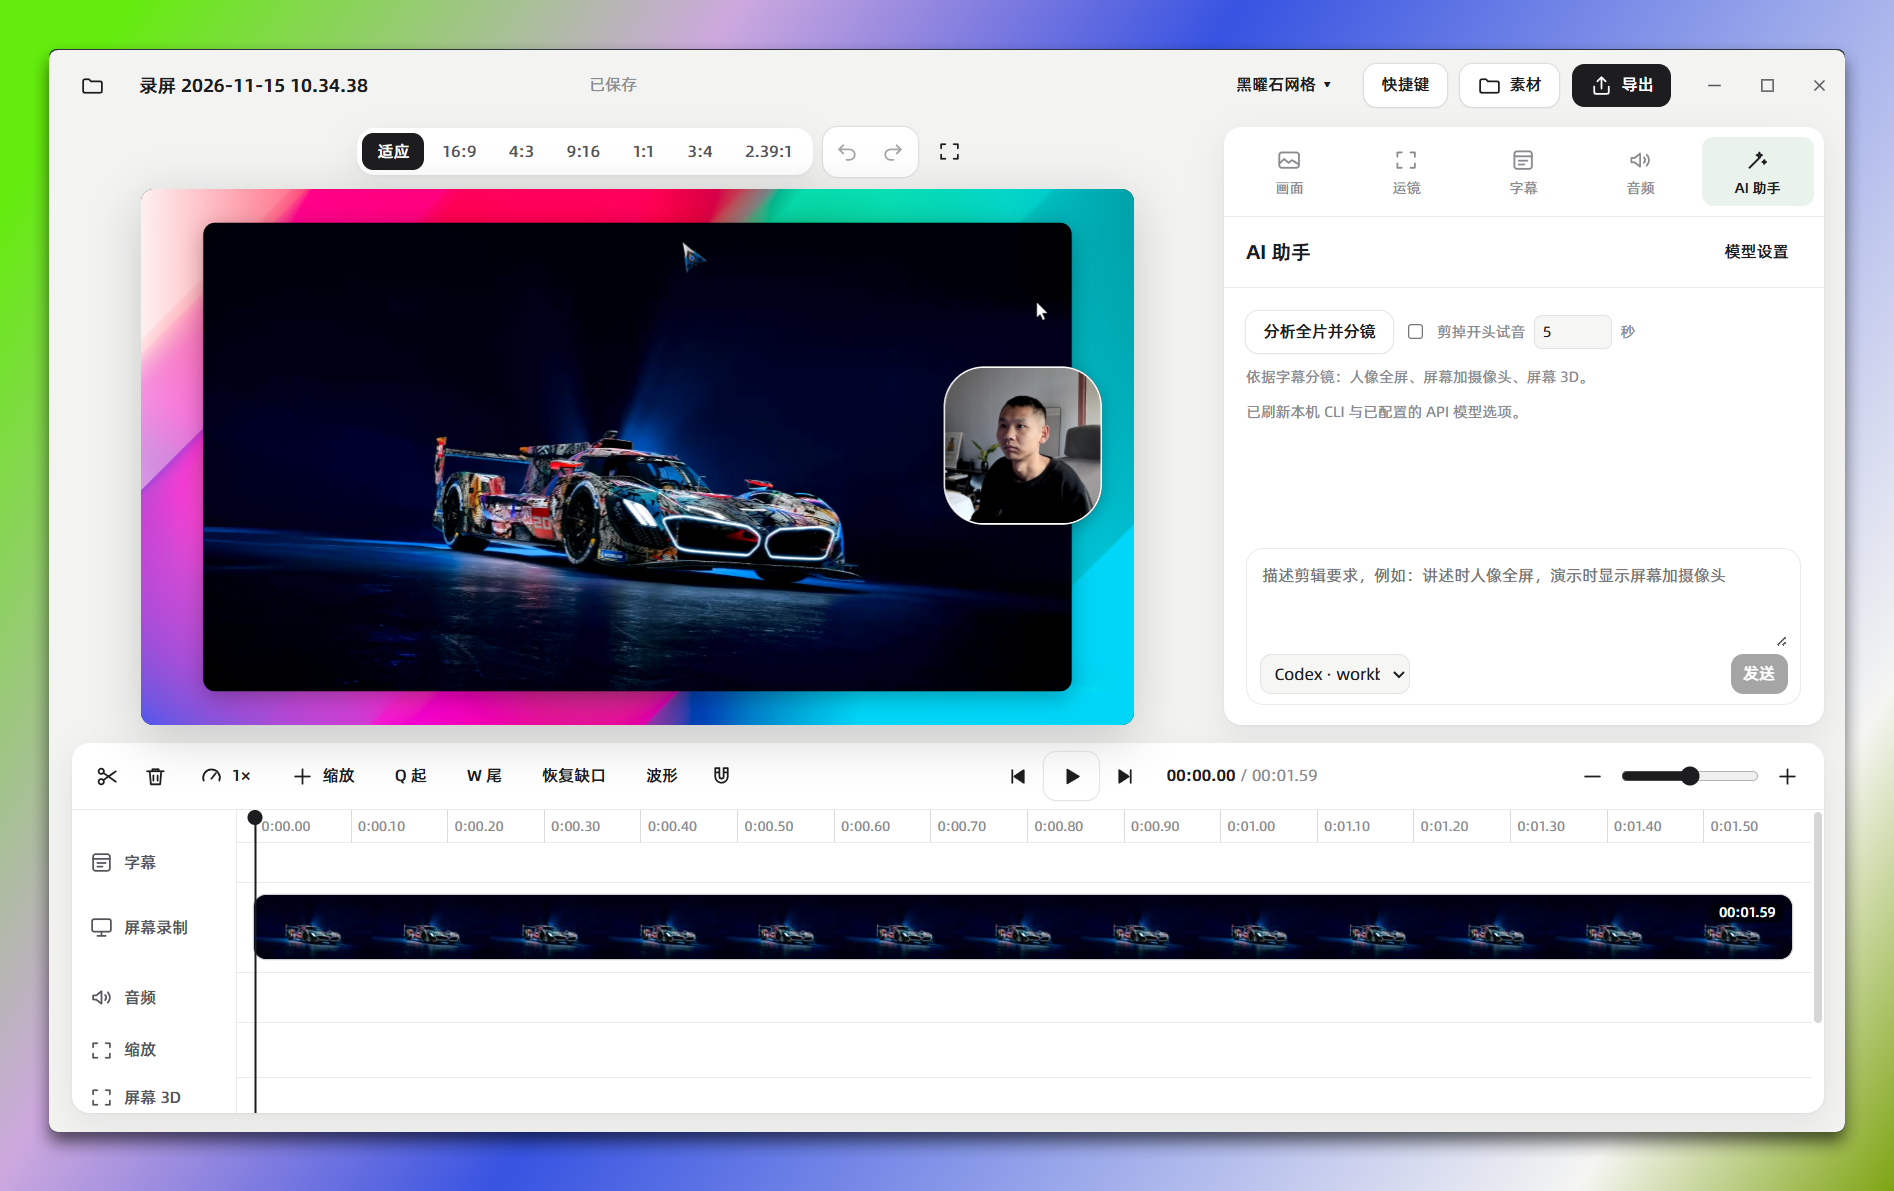 录屏 2026-11-15 10.34.38
已保存
黑曜石网格
快捷键
素材
导出
适应
16:9
4:3
9:16
1:1
3:4
2.39:1
画面
运镜
字幕
音频
AI 助手
AI 助手
模型设置
分析全片并分镜
剪掉开头试音
5
秒
依据字幕分镜：人像全屏、屏幕加摄像头、屏幕 3D。
已刷新本机 CLI 与已配置的 API 模型选项。
描述剪辑要求，例如：讲述时人像全屏，演示时显示屏幕加摄像头
Codex · workb
发送
20
1×
缩放
Q 起
W 尾
恢复缺口
波形
00:00.00 / 00:01.59
0:00.00
0:00.10
0:00.20
0:00.30
0:00.40
0:00.50
0:00.60
0:00.70
0:00.80
0:00.90
0:01.00
0:01.10
0:01.20
0:01.30
0:01.40
0:01.50
字幕
屏幕录制
00:01.59
音频
缩放
屏幕 3D